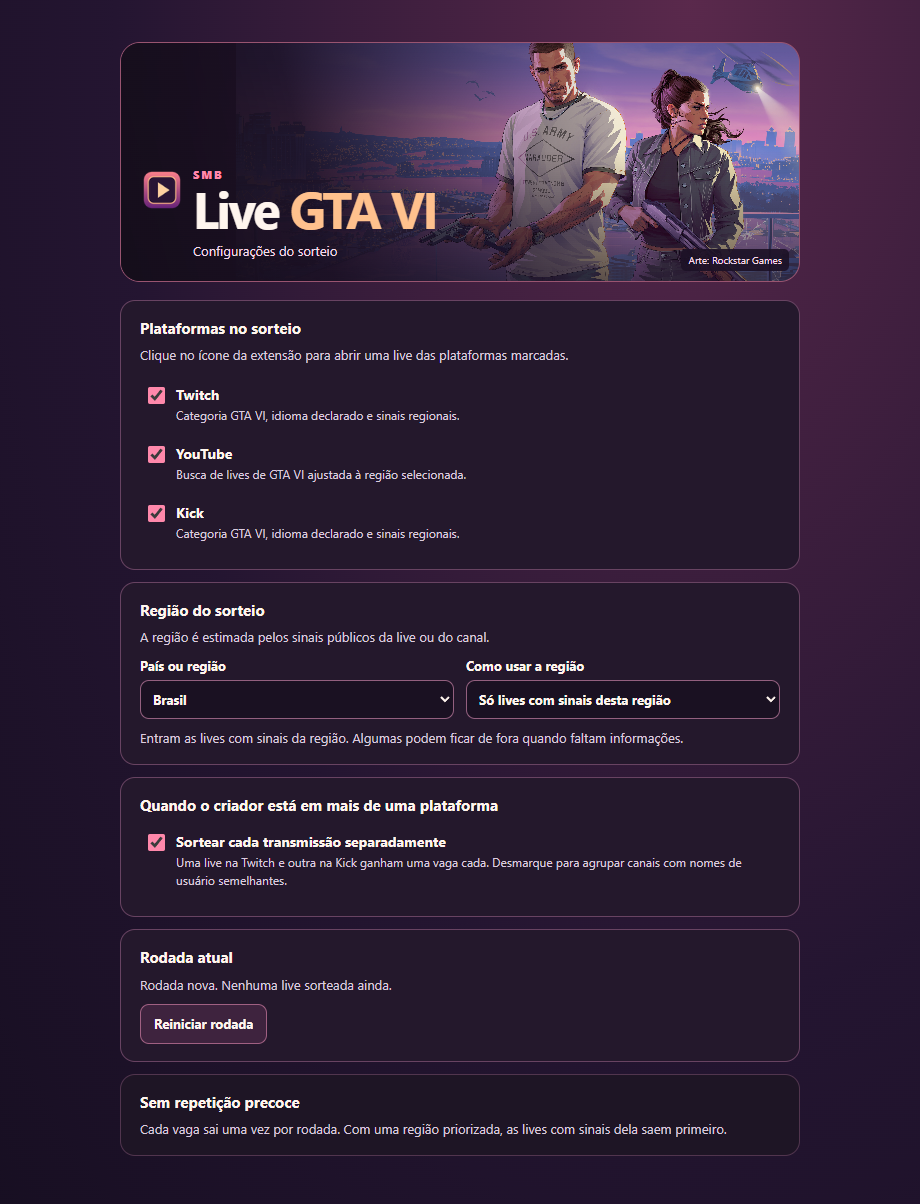 SMB
Live GTA VI
Configurações do sorteio
U.S. ARMY
MARAUDER
Arte: Rockstar Games
Plataformas no sorteio
Clique no ícone da extensão para abrir uma live das plataformas marcadas.
Twitch
Categoria GTA VI, idioma declarado e sinais regionais.
YouTube
Busca de lives de GTA VI ajustada à região selecionada.
Kick
Categoria GTA VI, idioma declarado e sinais regionais.
Região do sorteio
A região é estimada pelos sinais públicos da live ou do canal.
País ou região
Como usar a região
Brasil
Só lives com sinais desta região
Entram as lives com sinais da região. Algumas podem ficar de fora quando faltam informações.
Quando o criador está em mais de uma plataforma
Sortear cada transmissão separadamente
Uma live na Twitch e outra na Kick ganham uma vaga cada. Desmarque para agrupar canais com nomes de
usuário semelhantes.
Rodada atual
Rodada nova. Nenhuma live sorteada ainda.
Reiniciar rodada
Sem repetição precoce
Cada vaga sai uma vez por rodada. Com uma região priorizada, as lives com sinais dela saem primeiro.